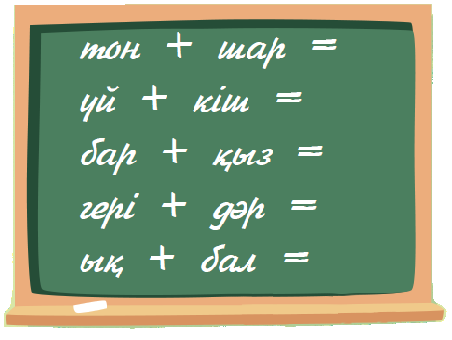 тон + шар =
үй + кіш =
бар + қыз =
гері + дәр =
ық + бал =